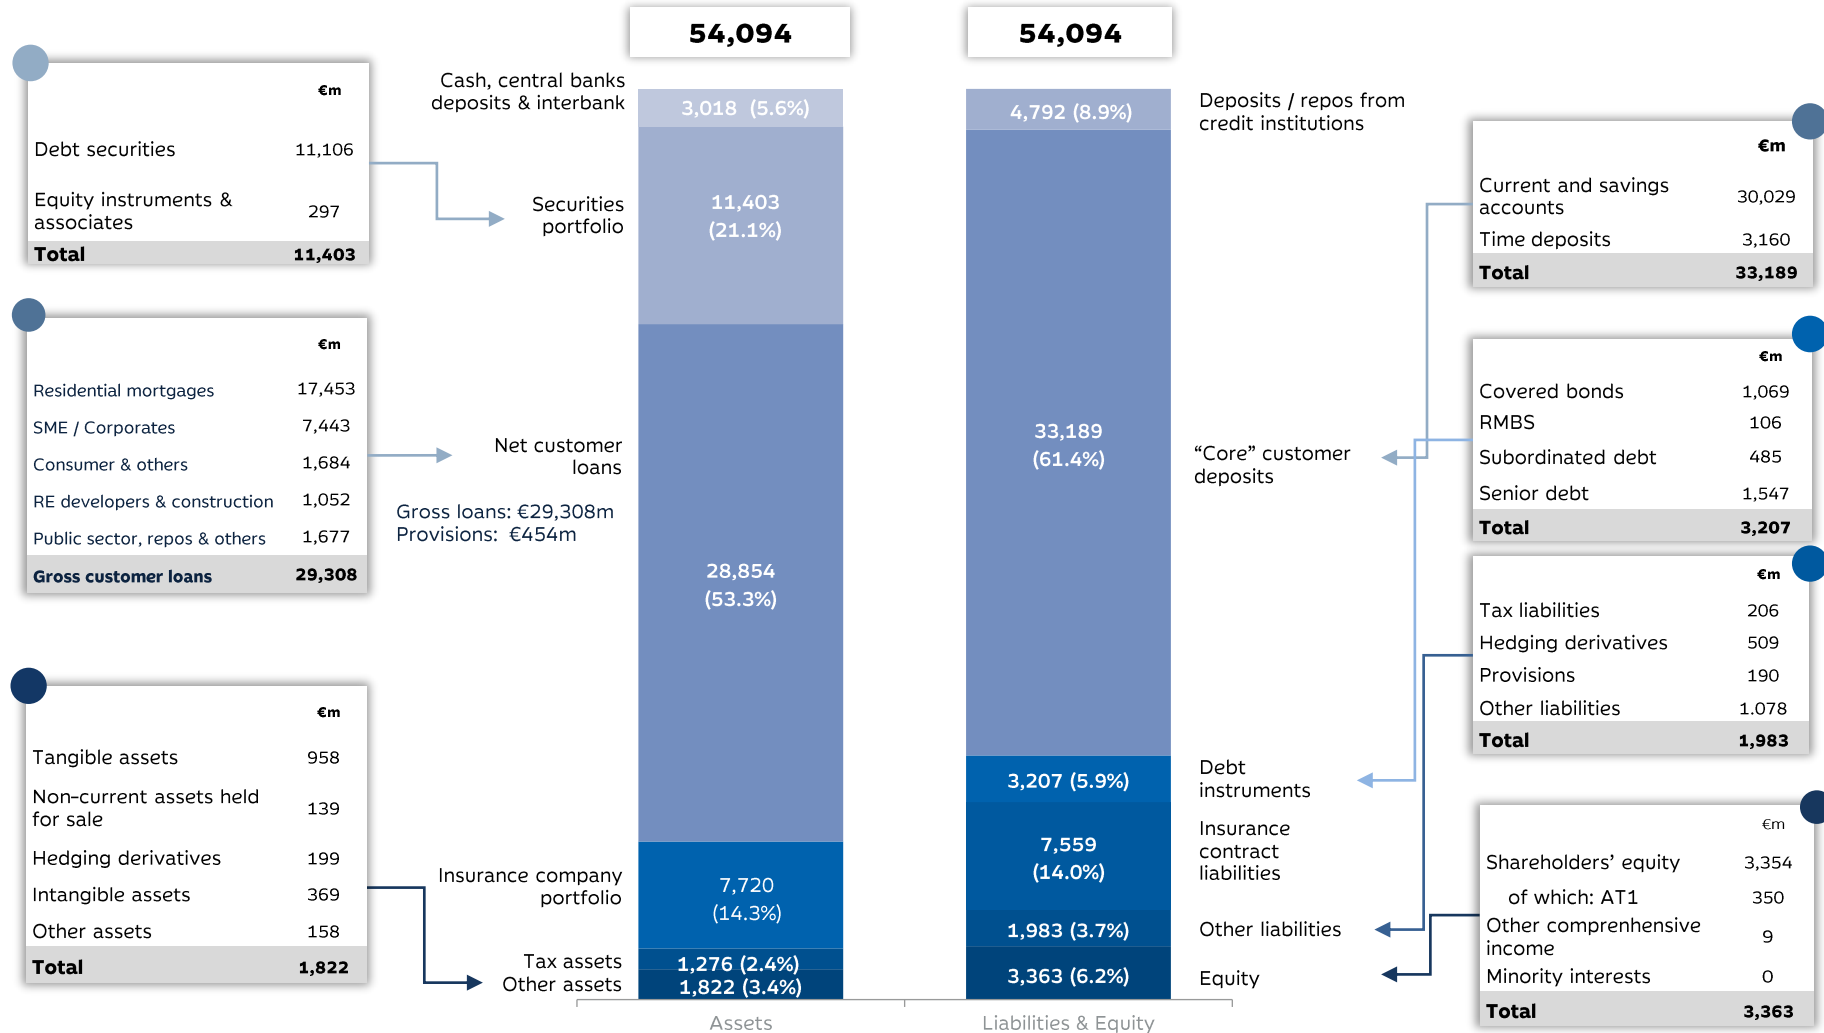 54,094
54,094
€m
Debt securities 11,106
Equity instruments &
associates 297
Total 11,403
€m
Residential mortgages 17,453
SME / Corporates 7,443
Consumer & others 1,684
RE developers & construction 1,052
Public sector, repos & others 1,677
Gross customer loans 29,308
€m
Tangible assets 958
Non-current assets held
for sale 139
Hedging derivatives 199
Intangible assets 369
Other assets 158
Total 1,822
Cash, central banks
deposits & interbank
Securities
portfolio
Net customer
loans
Gross loans: €29,308m
Provisions: €454m
Insurance company
portfolio
Tax assets
Other assets
3,018 (5.6%)
11,403
(21.1%)
28,854
(53.3%)
7,720
(14.3%)
1,276 (2.4%)
1,822 (3.4%)
Assets
4,792 (8.9%)
33,189
(61.4%)
3,207 (5.9%)
7,559
(14.0%)
1,983 (3.7%)
3,363 (6.2%)
Liabilities & Equity
Deposits / repos from
credit institutions
“Core” customer
deposits
Debt
instruments
Insurance
contract
liabilities
Other liabilities
Equity
€m
Current and savings
accounts 30,029
Time deposits 3,160
Total 33,189
€m
Covered bonds 1,069
RMBS 106
Subordinated debt 485
Senior debt 1,547
Total 3,207
€m
Tax liabilities 206
Hedging derivatives 509
Provisions 190
Other liabilities 1.078
Total 1,983
€m
Shareholders’ equity 3,354
of which: AT1 350
Other comprenhensive
income 9
Minority interests 0
Total 3,363